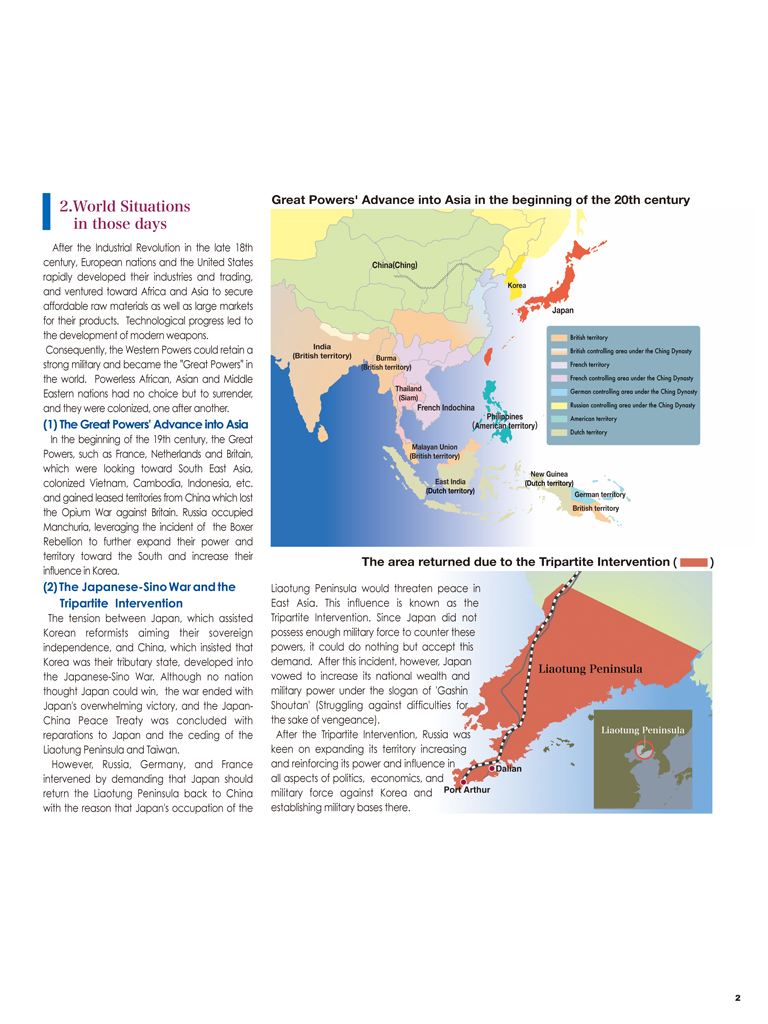 2.World Situations
in those days
After the Industrial Revolution in the late 18th
century, European nations and the United States
rapidly developed their industries and trading,
and ventured toward Africa and Asia to secure
affordable raw materials as well as large markets
for their products. Technological progress led to
the development of modern weapons.
Consequently, the Western Powers could retain a
strong military and became the "Great Powers" in
the world. Powerless African, Asian and Middle
Eastern nations had no choice but to surrender,
and they were colonized, one after another.
(1) The Great Powers' Advance into Asia
In the beginning of the 19th century, the Great
Powers, such as France, Netherlands and Britain,
which were looking toward South East Asia,
colonized Vietnam, Cambodia, Indonesia, etc.
and gained leased territories from China which lost
the Opium War against Britain. Russia occupied
Manchuria, leveraging the incident of the Boxer
Rebellion to further expand their power and
territory toward the South and increase their
influence in Korea.
(2) The Japanese-Sino War and the
Tripartite Intervention
The tension between Japan, which assisted
Korean reformists aiming their sovereign
independence, and China, which insisted that
Korea was their tributary state, developed into
the Japanese-Sino War. Although no nation
thought Japan could win, the war ended with
Japan's overwhelming victory, and the Japan-
China Peace Treaty was concluded with
reparations to Japan and the ceding of the
Liaotung Peninsula and Taiwan.
However, Russia, Germany, and France
intervened by demanding that Japan should
return the Liaotung Peninsula back to China
with the reason that Japan's occupation of the
Great Powers' Advance into Asia in the beginning of the 20th century
China(Ching)
Korea
Japan
India
(British territory)
Burma
(British territory)
Thailand
(Siam)
French Indochina
Philippines
(American territory)
Malayan Union
(British territory)
East India
(Dutch territory)
New Guinea
(Dutch territory)
German territory
British territory
British territory
British controlling area under the Ching Dynasty
French territory
French controlling area under the Ching Dynasty
German controlling area under the Ching Dynasty
Russian controlling area under the Ching Dynasty
American territory
Dutch territory
The area returned due to the Tripartite Intervention ( )
Liaotung Peninsula would threaten peace in
East Asia. This influence is known as the
Tripartite Intervention. Since Japan did not
possess enough military force to counter these
powers, it could do nothing but accept this
demand. After this incident, however, Japan
vowed to increase its national wealth and
military power under the slogan of 'Gashin
Shoutan' (Struggling against difficulties for
the sake of vengeance).
After the Tripartite Intervention, Russia was
keen on expanding its territory increasing
and reinforcing its power and influence in
all aspects of politics, economics, and
military force against Korea and
establishing military bases there.
Liaotung Peninsula
Liaotung Peninsula
Dalian
Port Arthur
2